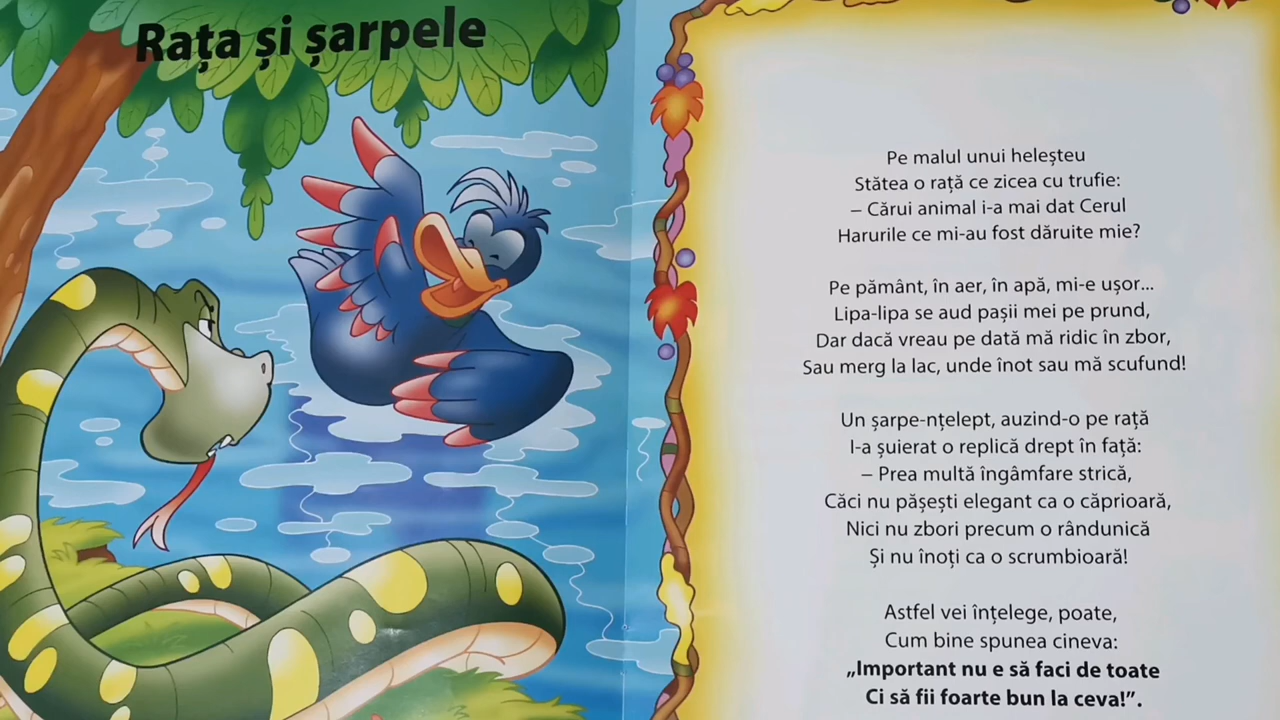 Rața și șarpele
Pe malul unui heleșteu
Stătea o rață ce zicea cu trufie:
– Cărui animal i-a mai dat Cerul
Harurile ce mi-au fost dăruite mie?
Pe pământ, în aer, în apă, mi-e ușor...
Lipa-lipa se aud pașii mei pe prund,
Dar dacă vreau pe dată mă ridic în zbor,
Sau merg la lac, unde înot sau mă scufund!
Un șarpe-nțelept, auzind-o pe rață
I-a șuierat o replică drept în față:
– Prea multă îngâmfare strică,
Căci nu pășești elegant ca o căprioară,
Nici nu zbori precum o rândunică
Și nu înoți ca o scrumbioară!
Astfel vei înțelege, poate,
Cum bine spunea cineva:
„Important nu e să faci de toate
Ci să fii foarte bun la ceva!”.